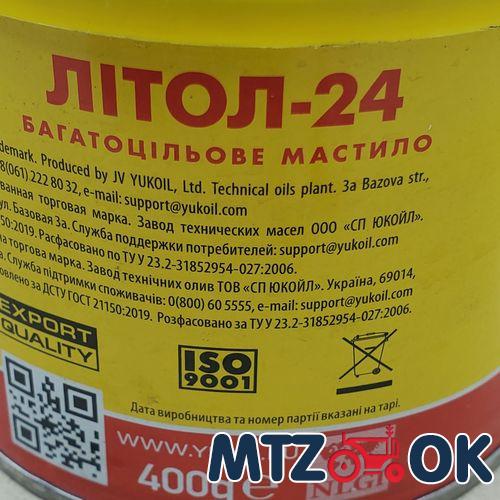 ЛІТОЛ-24
БАГАТОЦІЛЬОВЕ МАСТИЛО
demark. Produced by JV YUKOIL, Ltd. Technical oils plant. 3a Bazova str.,
8(061) 222 80 32, e-mail: support@yukoil.com
ванная торговая марка. Завод технических масел ООО «СП ЮКОЙЛ».
ул. Базовая 3а. Служба поддержки потребителей: support@yukoil.com
150:2019. Расфасовано по ТУ У 23.2-31852954-027:2006.
на торгова марка. Завод технічних олив ТОВ «СП ЮКОЙЛ». Україна, 69014,
а. Служба підтримки споживачів: 0(800) 60 5555, e-mail: support@yukoil.com
овлено за ДСТУ ГОСТ 21150:2019. Розфасовано за ТУ У 23.2-31852954-027:2006.
EXPORT
QUALITY
ISO
9001
Дата виробництва та номер партії вказані на тарі.
www.y
400g e
NLGI
MTZ OK